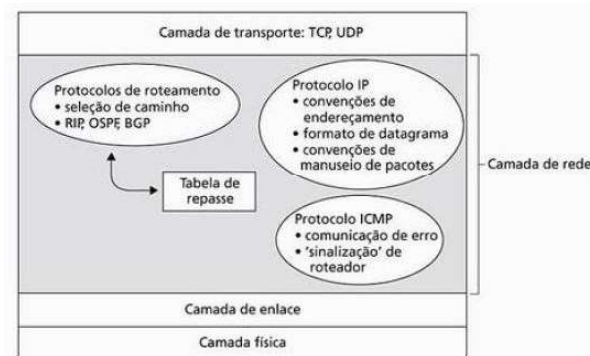 Camada de transporte: TCP, UDP
Protocolos de roteamento
• seleção de caminho
• RIP, OSPF, BGP
Tabela de
repasse
Protocolo IP
• convenções de
endereçamento
• formato de datagrama
• convenções de
manuseio de pacotes
Protocolo ICMP
• comunicação de erro
• 'sinalização' de
roteador
Camada de rede
Camada de enlace
Camada física